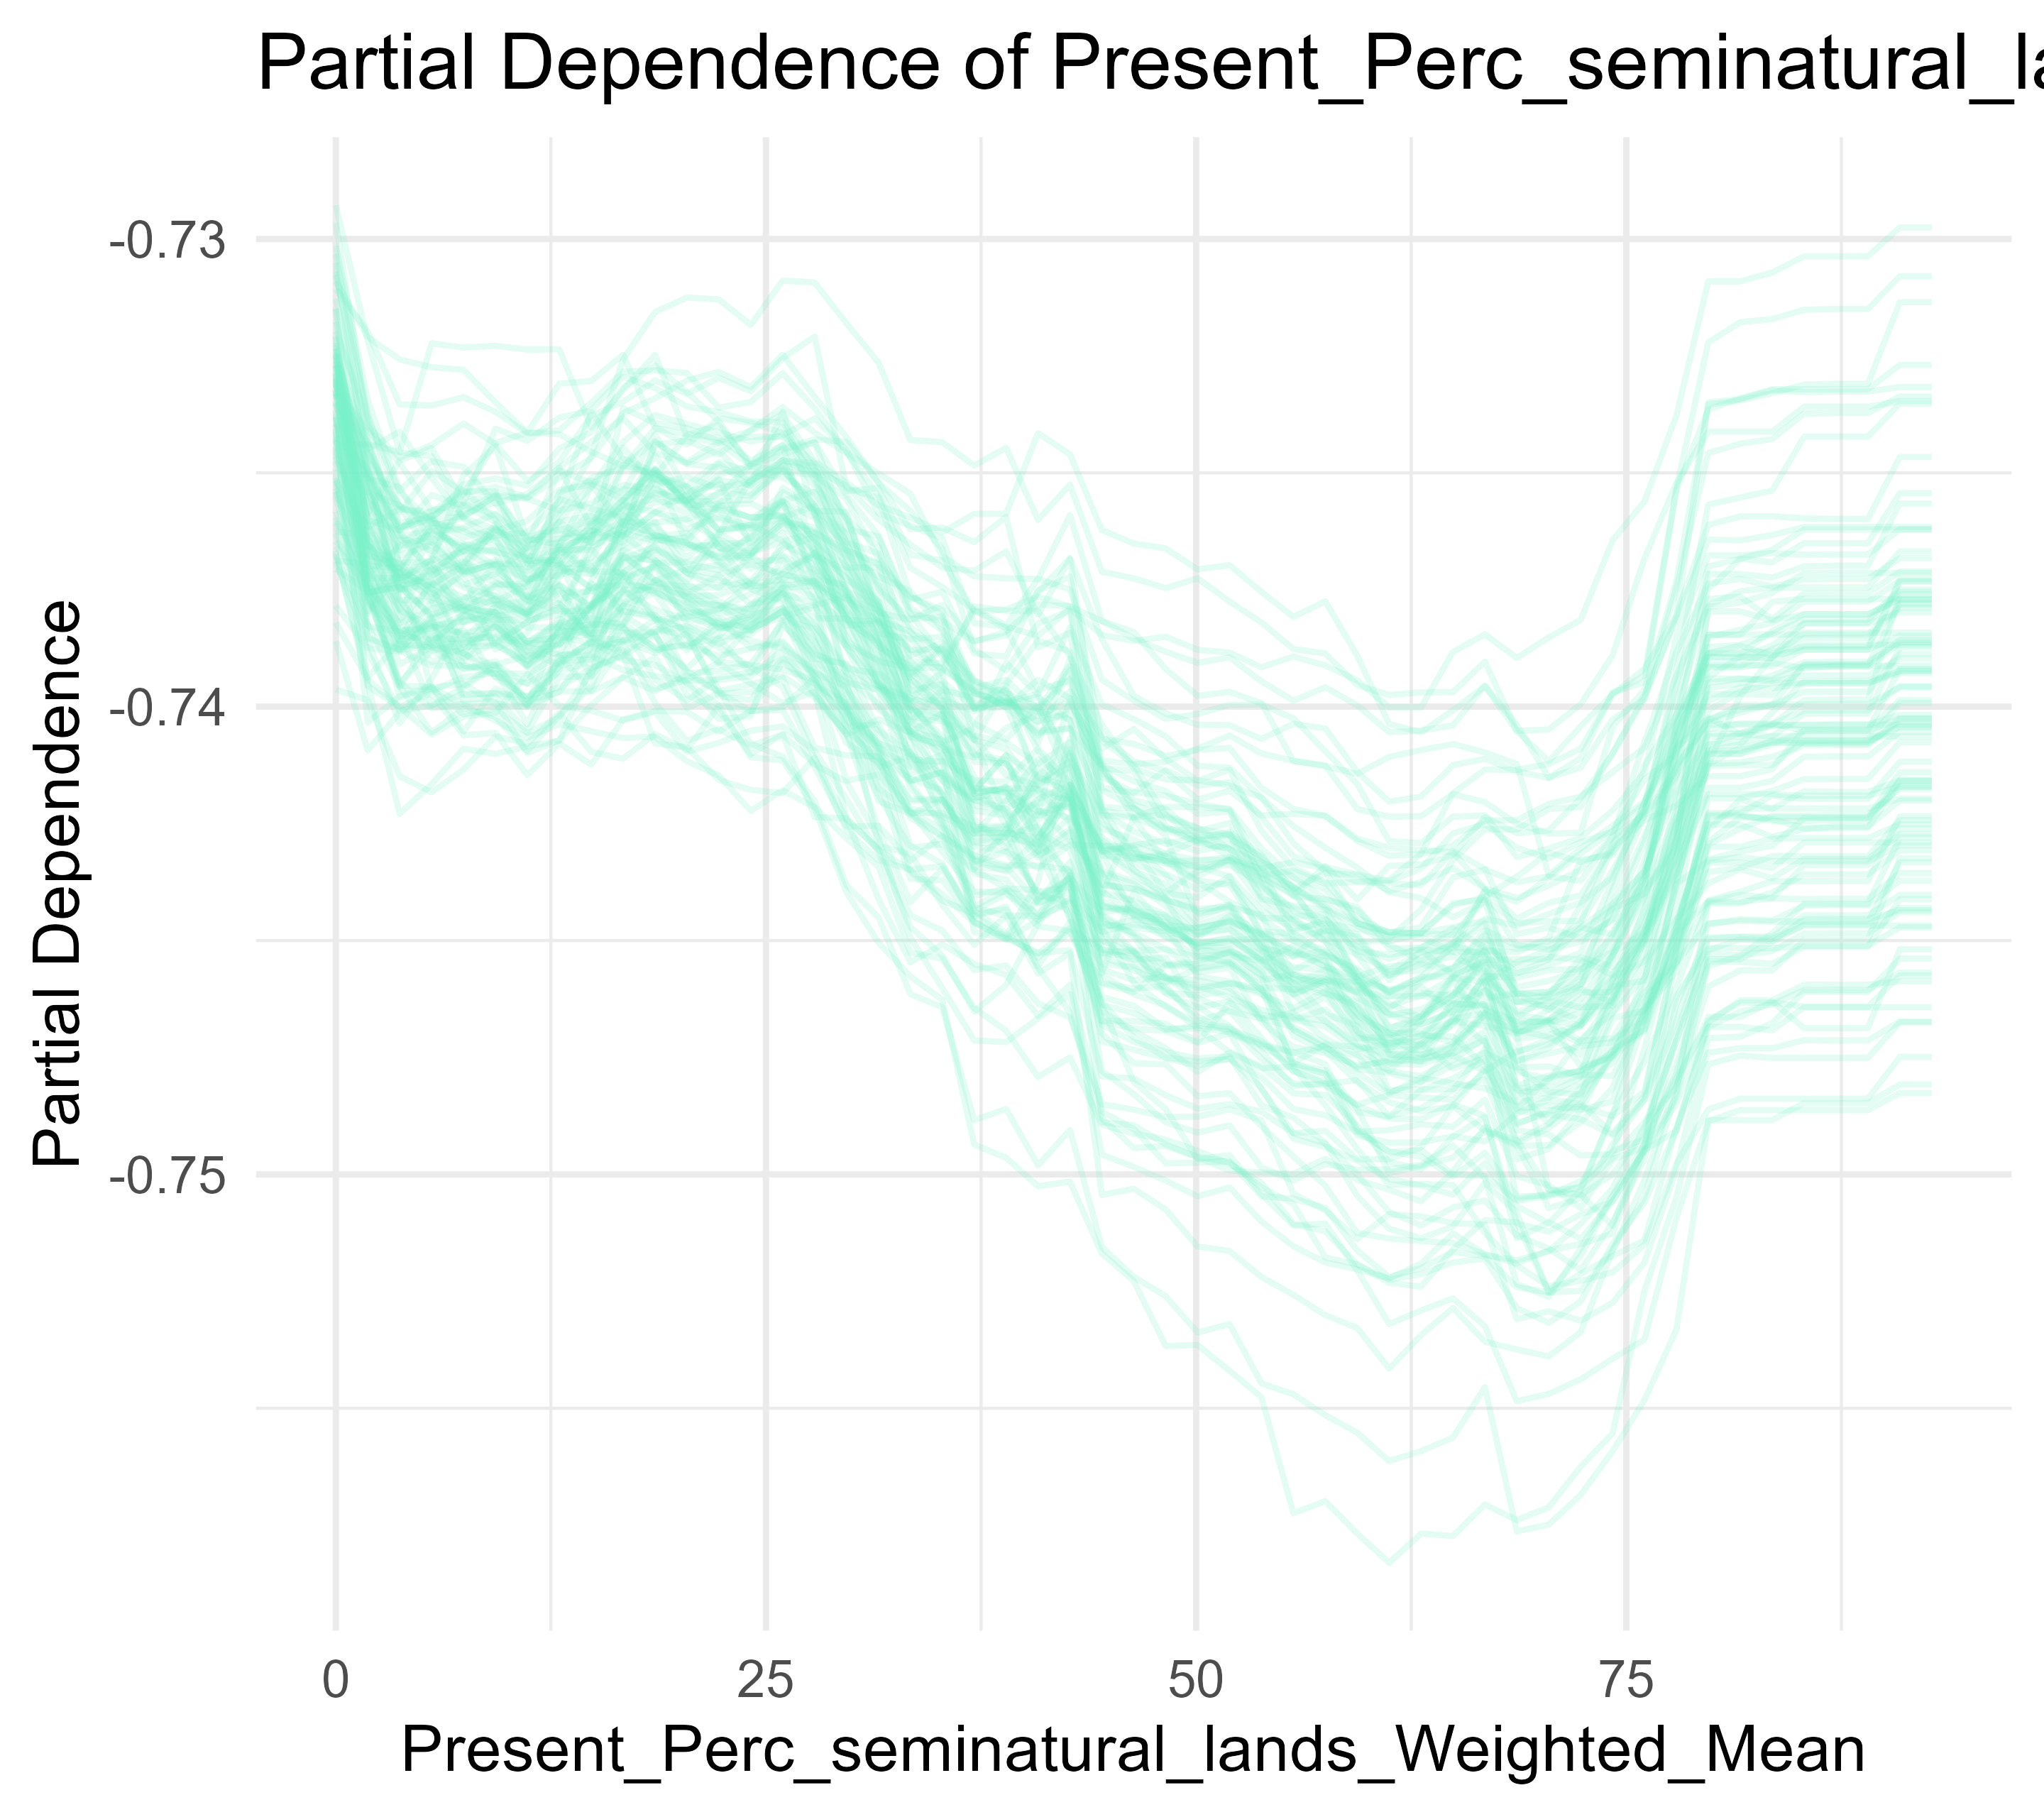 Partial Dependence of Present_Perc_seminatural_la
Partial Dependence
-0.73
-0.74
-0.75
0 25 50 75
Present_Perc_seminatural_lands_Weighted_Mean